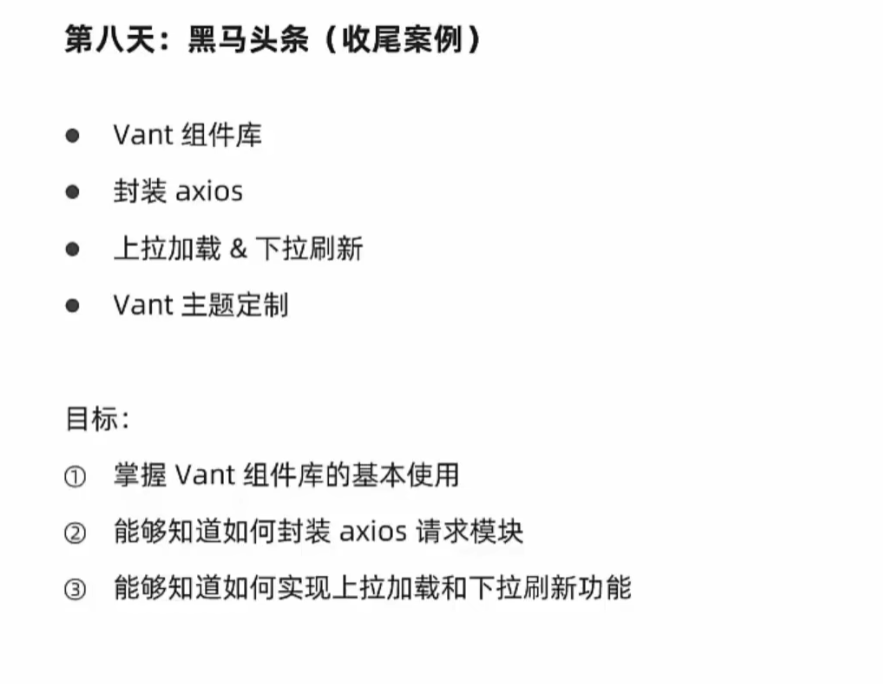 第八天：黑马头条（收尾案例）
● Vant 组件库
● 封装 axios
● 上拉加载 & 下拉刷新
● Vant 主题定制
目标：
① 掌握 Vant 组件库的基本使用
② 能够知道如何封装 axios 请求模块
③ 能够知道如何实现上拉加载和下拉刷新功能